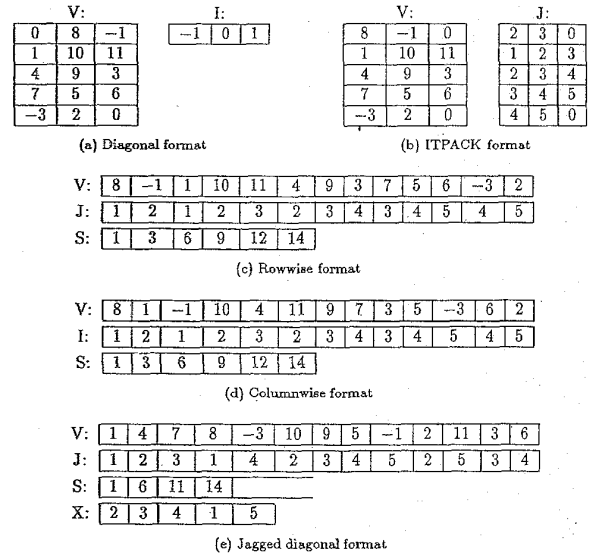 V: I: V: J:
0 8 −1 −1 0 1 8 −1 0 2 3 0
1 10 11 1 10 11 1 2 3
4 9 3 4 9 3 2 3 4
7 5 6 7 5 6 3 4 5
−3 2 0 −3 2 0 4 5 0
(a) Diagonal format (b) ITPACK format
V: 8 −1 1 10 11 4 9 3 7 5 6 −3 2
J: 1 2 1 2 3 2 3 4 3 4 5 4 5
S: 1 3 6 9 12 14
(c) Rowwise format
V: 8 1 −1 10 4 11 9 7 3 5 −3 6 2
I: 1 2 1 2 3 2 3 4 3 4 5 4 5
S: 1 3 6 9 12 14
(d) Columnwise format
V: 1 4 7 8 −3 10 9 5 −1 2 11 3 6
J: 1 2 3 1 4 2 3 4 5 2 5 3 4
S: 1 6 11 14
X: 2 3 4 1 5
(e) Jagged diagonal format